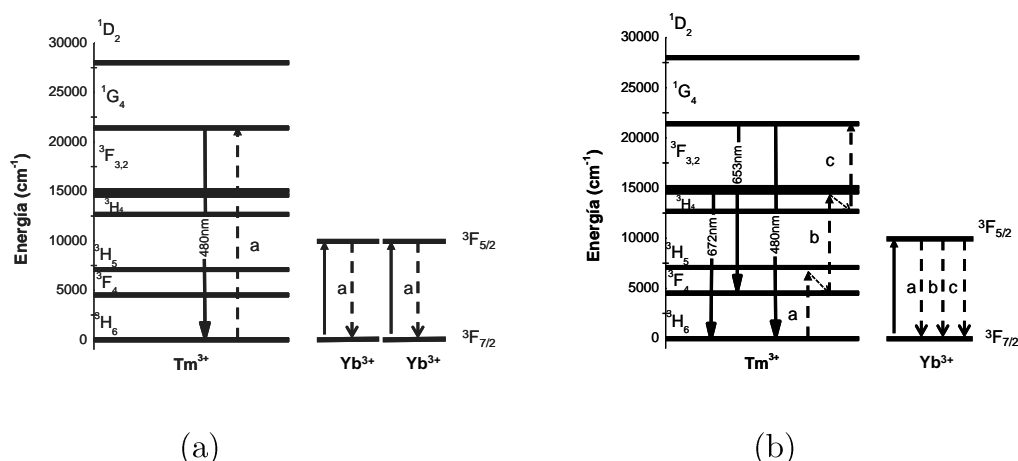 ¹D₂
30000
25000
¹G₄
20000
³F₃,₂
15000
³H₄
10000
³H₅
5000
³F₄
³H₆
0
Energía (cm⁻¹)
480nm
a
Tm³⁺
a
a
³F₅/₂
³F₇/₂
Yb³⁺ Yb³⁺
(a)
¹D₂
30000
25000
¹G₄
20000
³F₃,₂
15000
³H₄
10000
³H₅
5000
³F₄
³H₆
0
Energía (cm⁻¹)
653nm
672nm
480nm
a
b
c
Tm³⁺
a b c
³F₅/₂
³F₇/₂
Yb³⁺
(b)